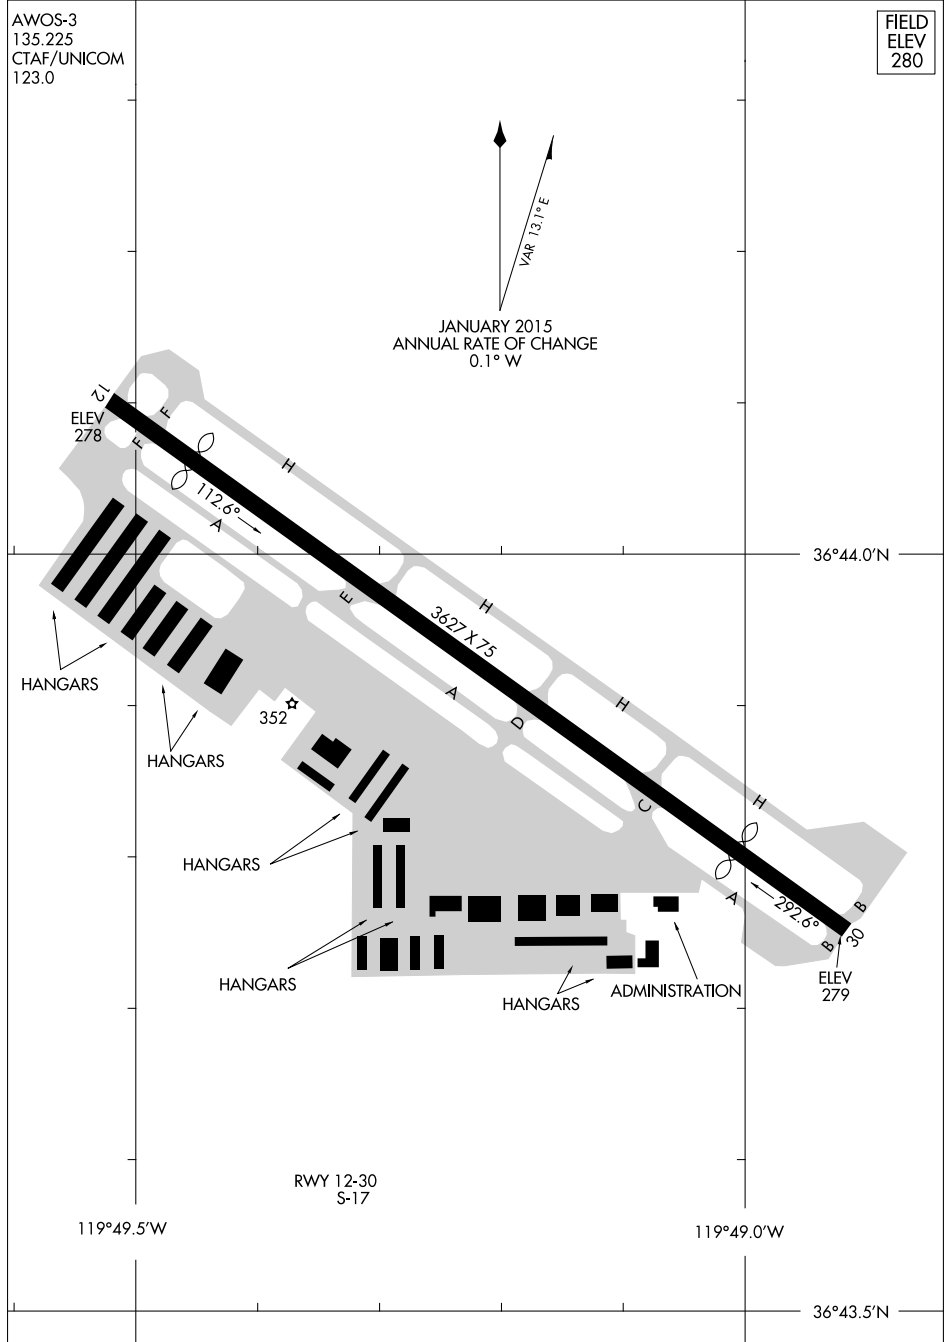 AWOS-3
135.225
CTAF/UNICOM
123.0
FIELD
ELEV
280
VAR 13.1° E
JANUARY 2015
ANNUAL RATE OF CHANGE
0.1° W
12
ELEV
278
F
F
H
112.6°
A
36°44.0'N
E
H
3627 X 75
HANGARS
A
H
D
352
HANGARS
C
H
HANGARS
A
292.6°
B
B
30
HANGARS
HANGARS
ADMINISTRATION
ELEV
279
RWY 12-30
S-17
119°49.5'W
119°49.0'W
36°43.5'N